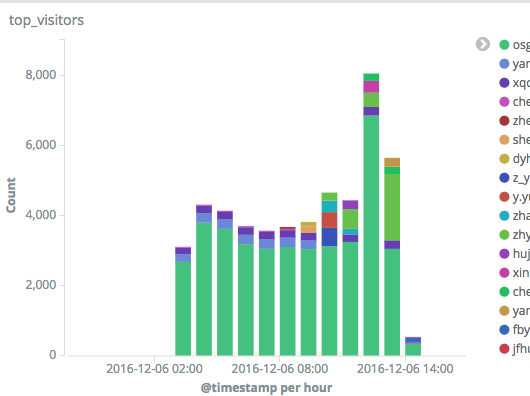 top_visitors
8,000
6,000
4,000
2,000
0
Count
2016-12-06 02:00
2016-12-06 08:00
2016-12-06 14:00
@timestamp per hour
yar
xqc
che
zhe
she
dyh
z_y
y.yu
zha
zhy
huj
xin
che
yar
fby